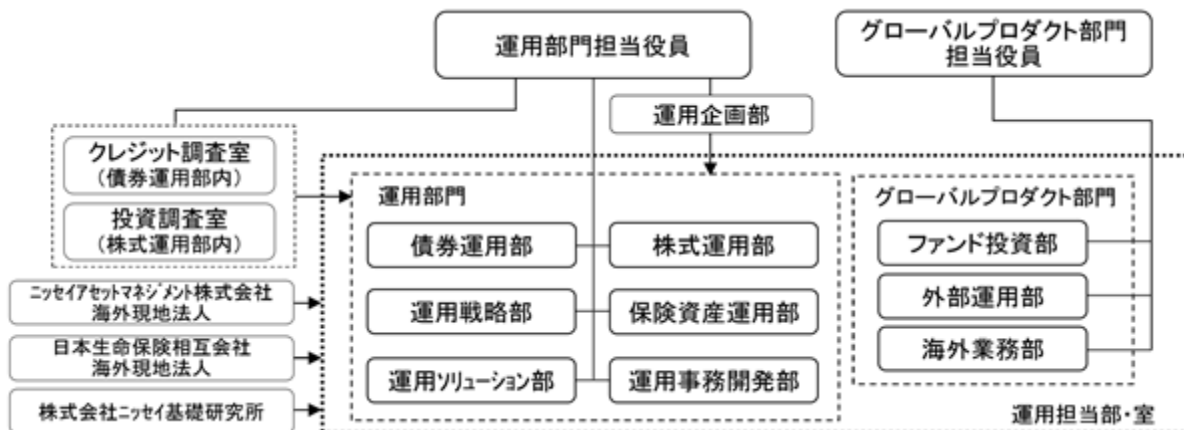 運用部門担当役員
グローバルプロダクト部門
担当役員
運用企画部
クレジット調査室
(債券運用部内)
投資調査室
(株式運用部内)
ニッセイアセットマネジメント株式会社
海外現地法人
日本生命保険相互会社
海外現地法人
株式会社ニッセイ基礎研究所
運用部門
債券運用部
株式運用部
運用戦略部
保険資産運用部
運用ソリューション部
運用事務開発部
グローバルプロダクト部門
ファンド投資部
外部運用部
海外業務部
運用担当部・室